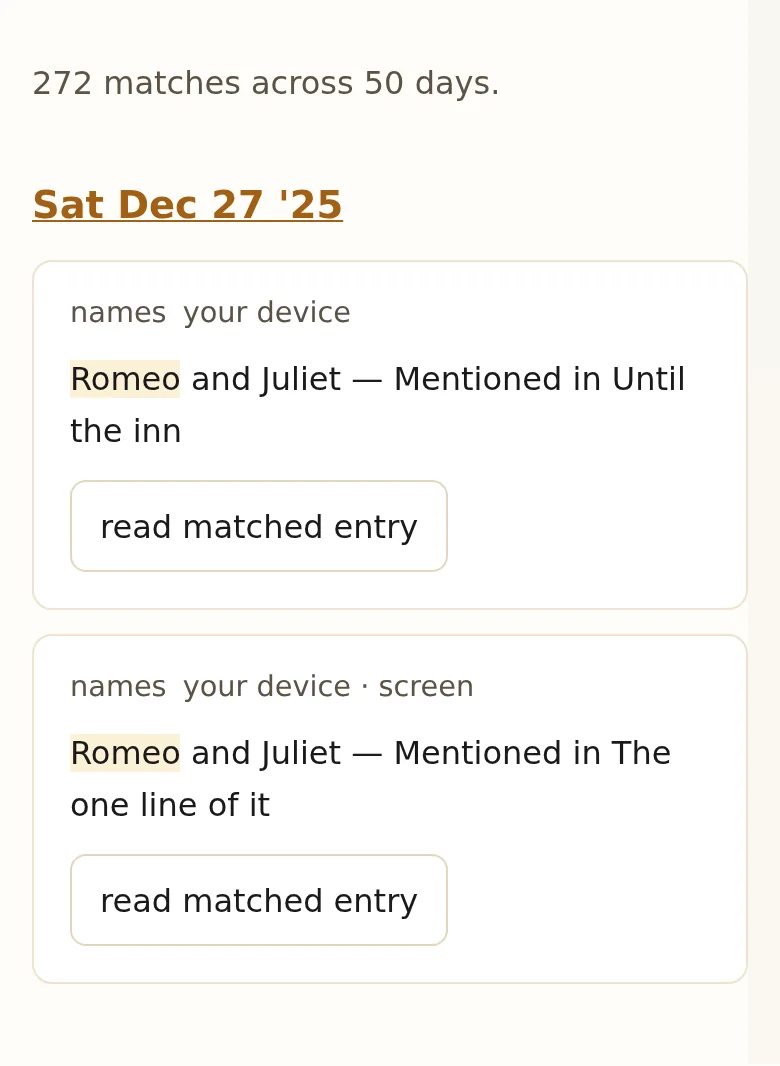 272 matches across 50 days.
Sat Dec 27 '25
names your device
Romeo and Juliet — Mentioned in Until
the inn
read matched entry
names your device · screen
Romeo and Juliet — Mentioned in The
one line of it
read matched entry